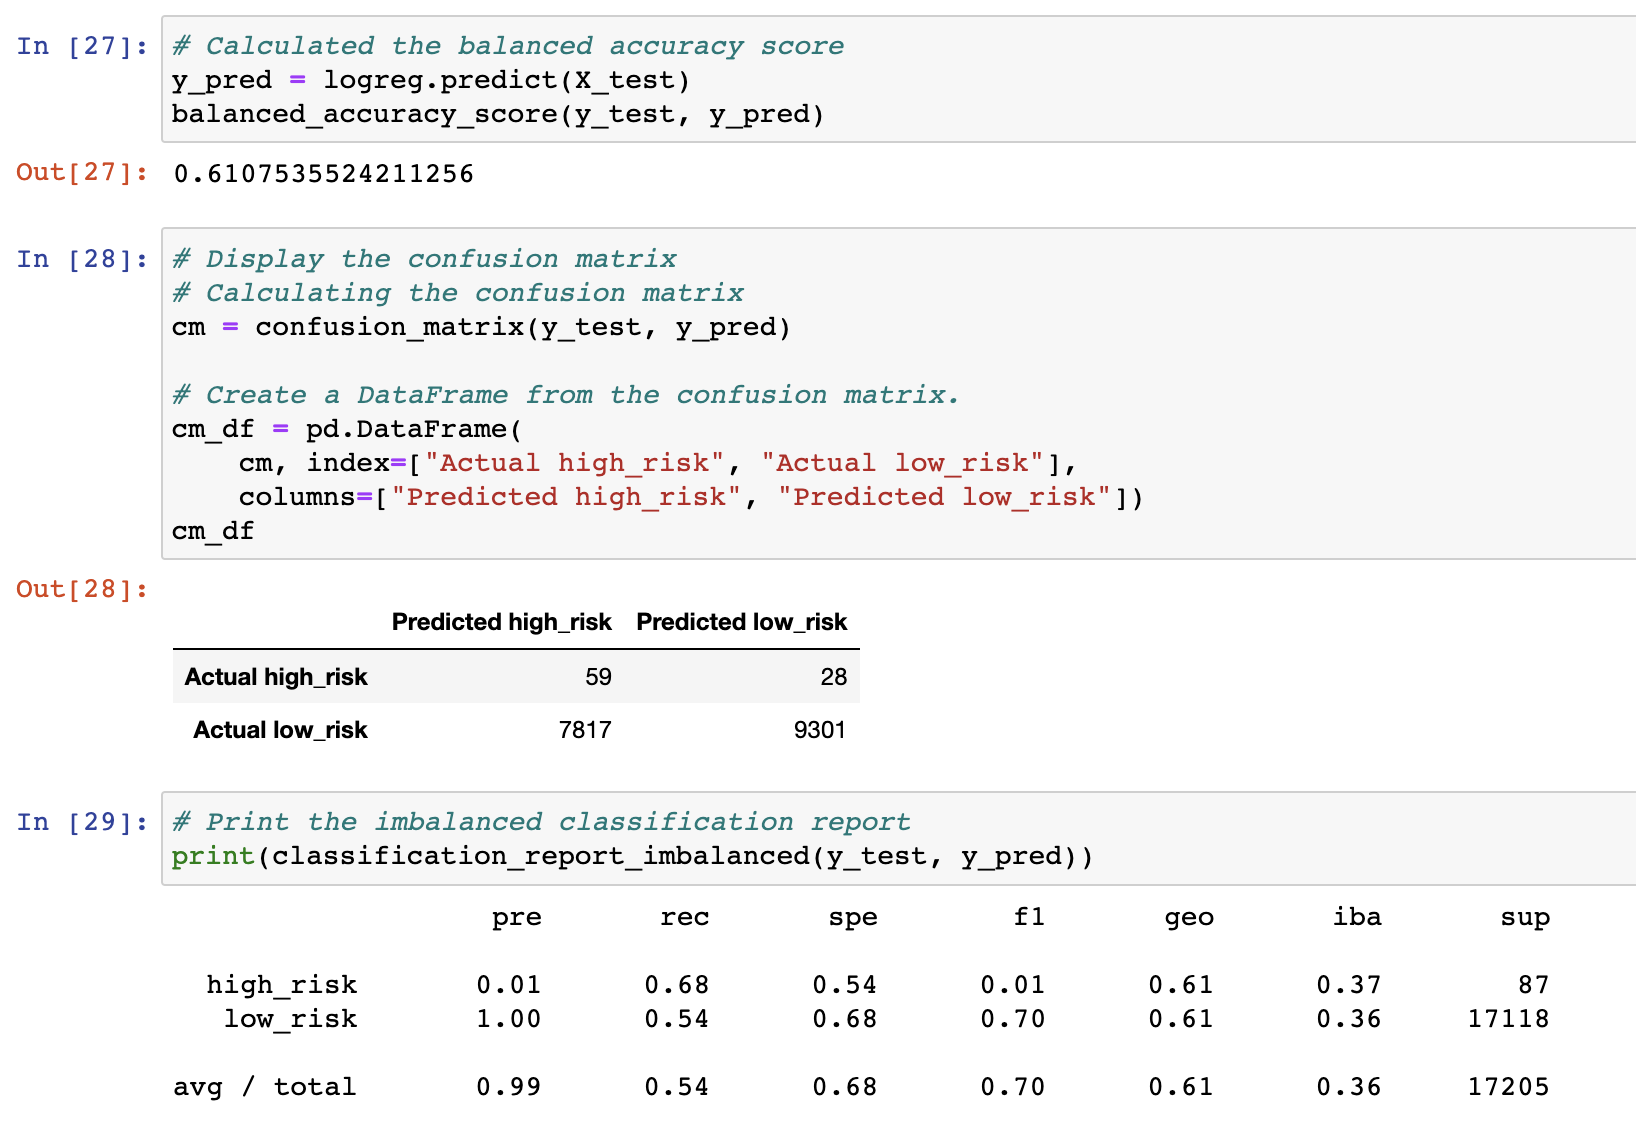 In [27]: # Calculated the balanced accuracy score
y_pred = logreg.predict(X_test)
balanced_accuracy_score(y_test, y_pred)
Out[27]: 0.6107535524211256
In [28]: # Display the confusion matrix
# Calculating the confusion matrix
cm = confusion_matrix(y_test, y_pred)
# Create a DataFrame from the confusion matrix.
cm_df = pd.DataFrame(
    cm, index=["Actual high_risk", "Actual low_risk"],
    columns=["Predicted high_risk", "Predicted low_risk"])
cm_df
Out[28]:
Predicted high_risk Predicted low_risk
Actual high_risk 59 28
Actual low_risk 7817 9301
In [29]: # Print the imbalanced classification report
print(classification_report_imbalanced(y_test, y_pred))
pre rec spe f1 geo iba sup
high_risk 0.01 0.68 0.54 0.01 0.61 0.37 87
low_risk 1.00 0.54 0.68 0.70 0.61 0.36 17118
avg / total 0.99 0.54 0.68 0.70 0.61 0.36 17205